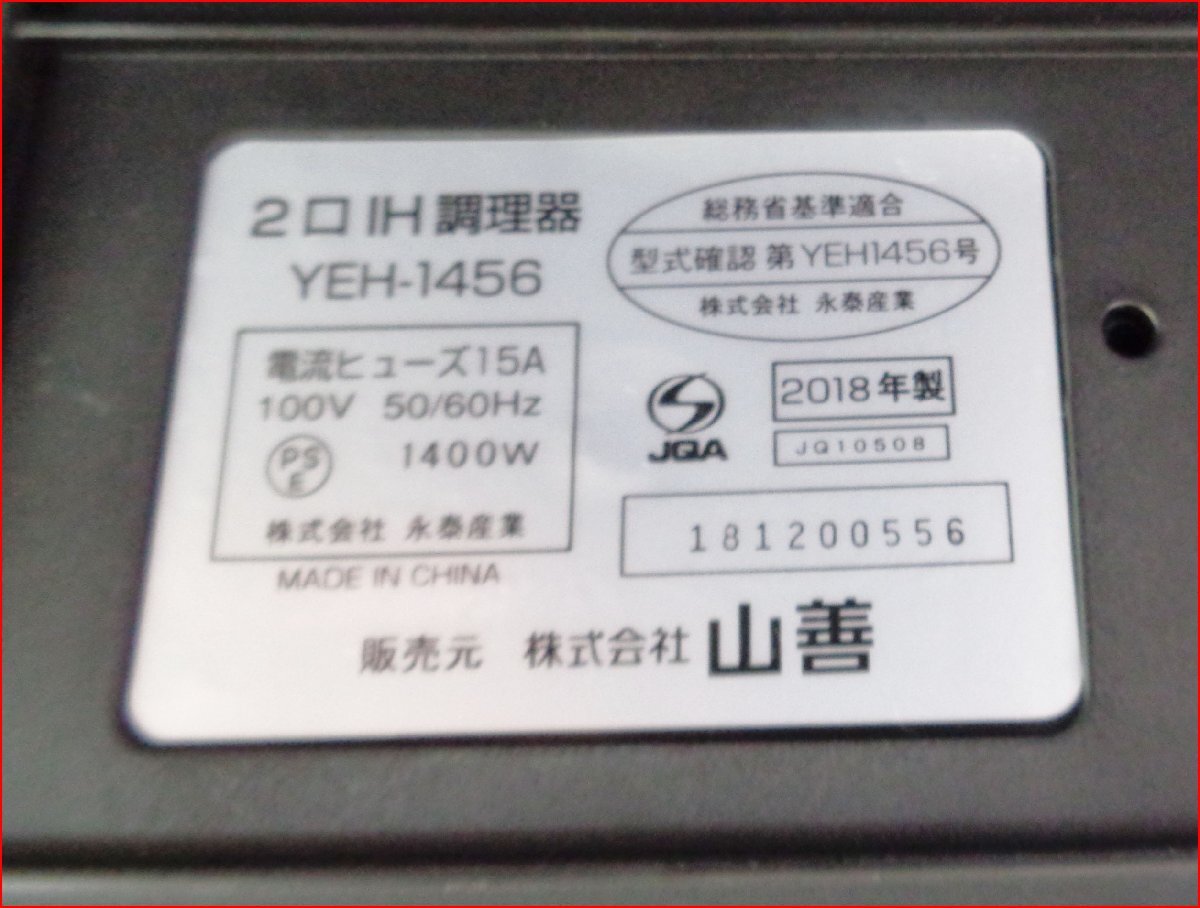 2口IH調理器
YEH-1456
総務省基準適合
型式確認 第YEH1456号
株式会社 永泰産業
電流ヒューズ15A
100V 50/60Hz
PS
E
1400W
株式会社 永泰産業
MADE IN CHINA
JQA
2018年製
JQ10508
181200556
販売元 株式会社 山善